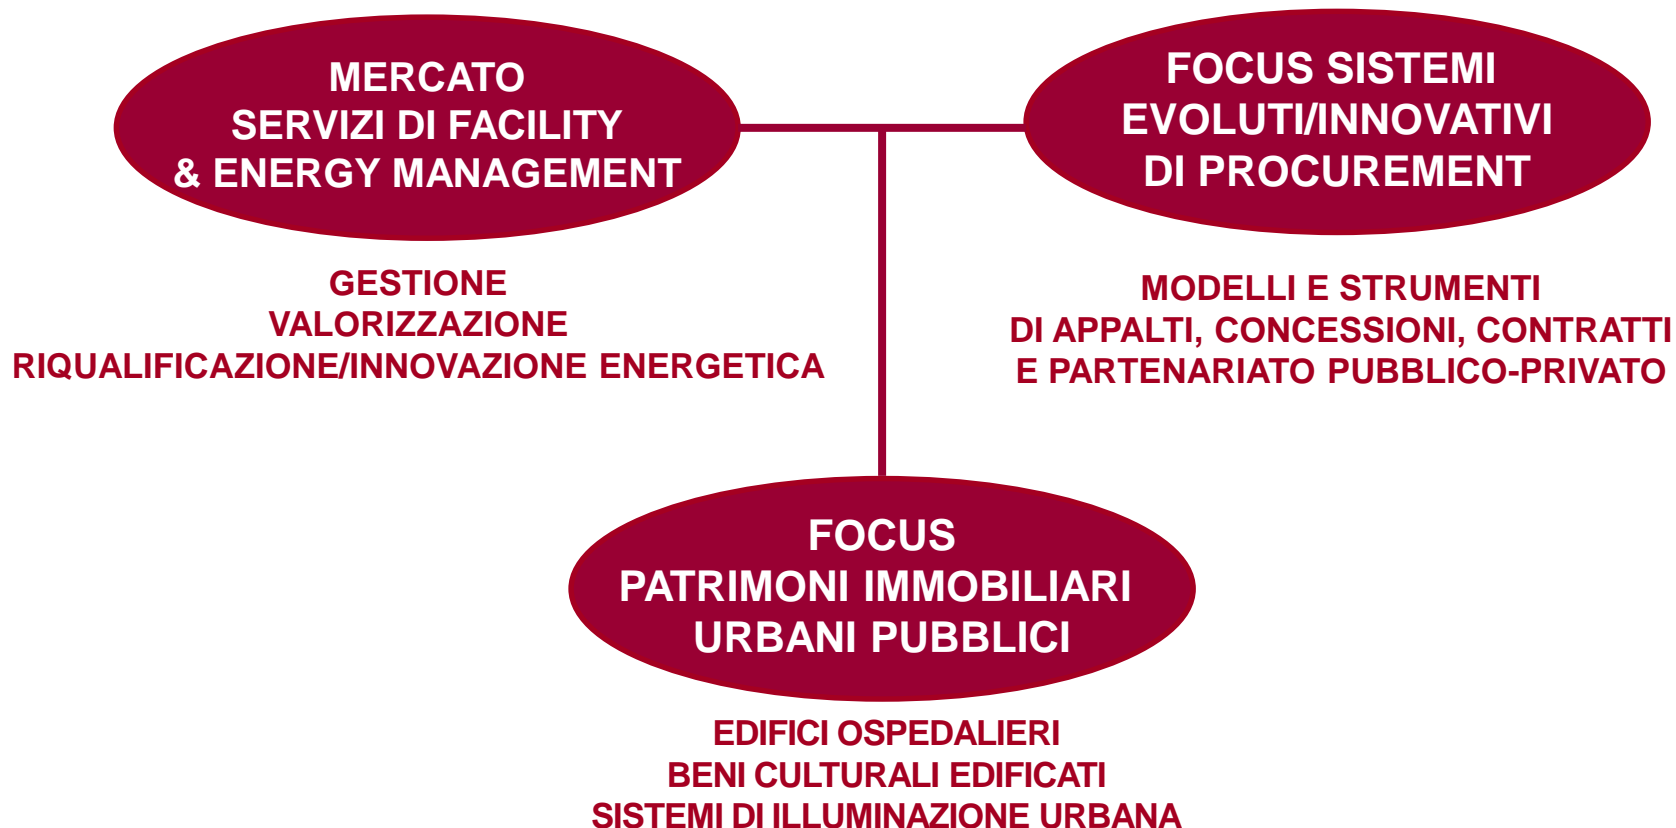 MERCATO
SERVIZI DI FACILITY
& ENERGY MANAGEMENT
GESTIONE
VALORIZZAZIONE
RIQUALIFICAZIONE/INNOVAZIONE ENERGETICA
FOCUS SISTEMI
EVOLUTI/INNOVATIVI
DI PROCUREMENT
MODELLI E STRUMENTI
DI APPALTI, CONCESSIONI, CONTRATTI
E PARTENARIATO PUBBLICO-PRIVATO
FOCUS
PATRIMONI IMMOBILIARI
URBANI PUBBLICI
EDIFICI OSPEDALIERI
BENI CULTURALI EDIFICATI
SISTEMI DI ILLUMINAZIONE URBANA